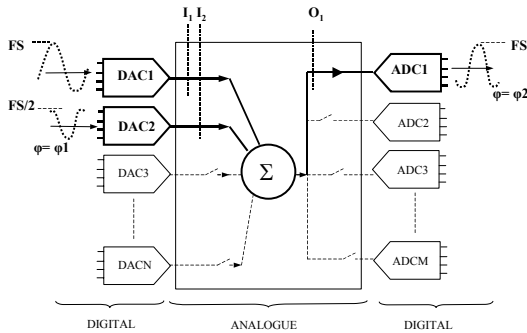 I1 I2 O1
FS DAC1 ADC1 FS
FS/2 DAC2 ADC2 φ= φ2
φ= φ1
DAC3 Σ ADC3
DACN ADCM
DIGITAL ANALOGUE DIGITAL